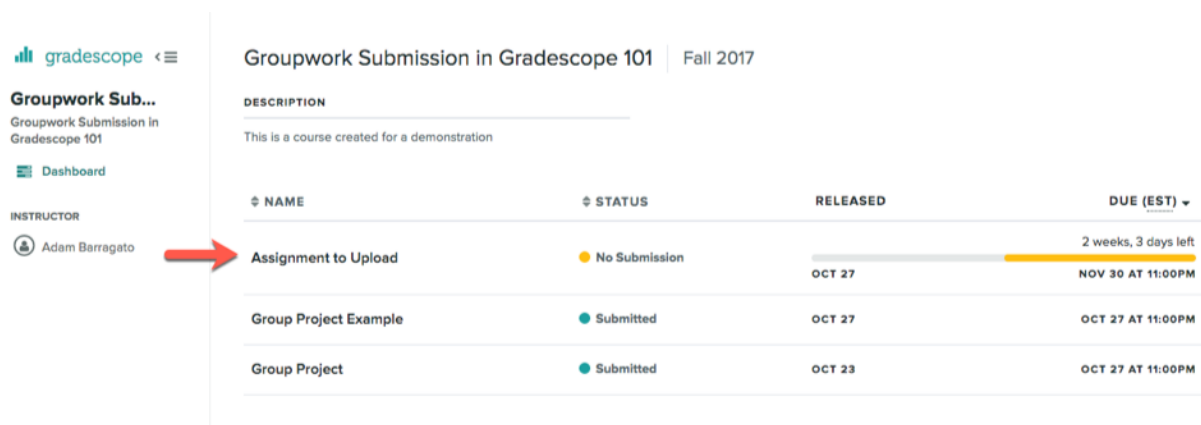 gradescope
Groupwork Sub...
Groupwork Submission in
Gradescope 101
Dashboard
INSTRUCTOR
Adam Barragato
Groupwork Submission in Gradescope 101 Fall 2017
DESCRIPTION
This is a course created for a demonstration
NAME STATUS RELEASED DUE (EST)
2 weeks, 3 days left
Assignment to Upload No Submission
OCT 27 NOV 30 AT 11:00PM
Group Project Example Submitted OCT 27 OCT 27 AT 11:00PM
Group Project Submitted OCT 23 OCT 27 AT 11:00PM